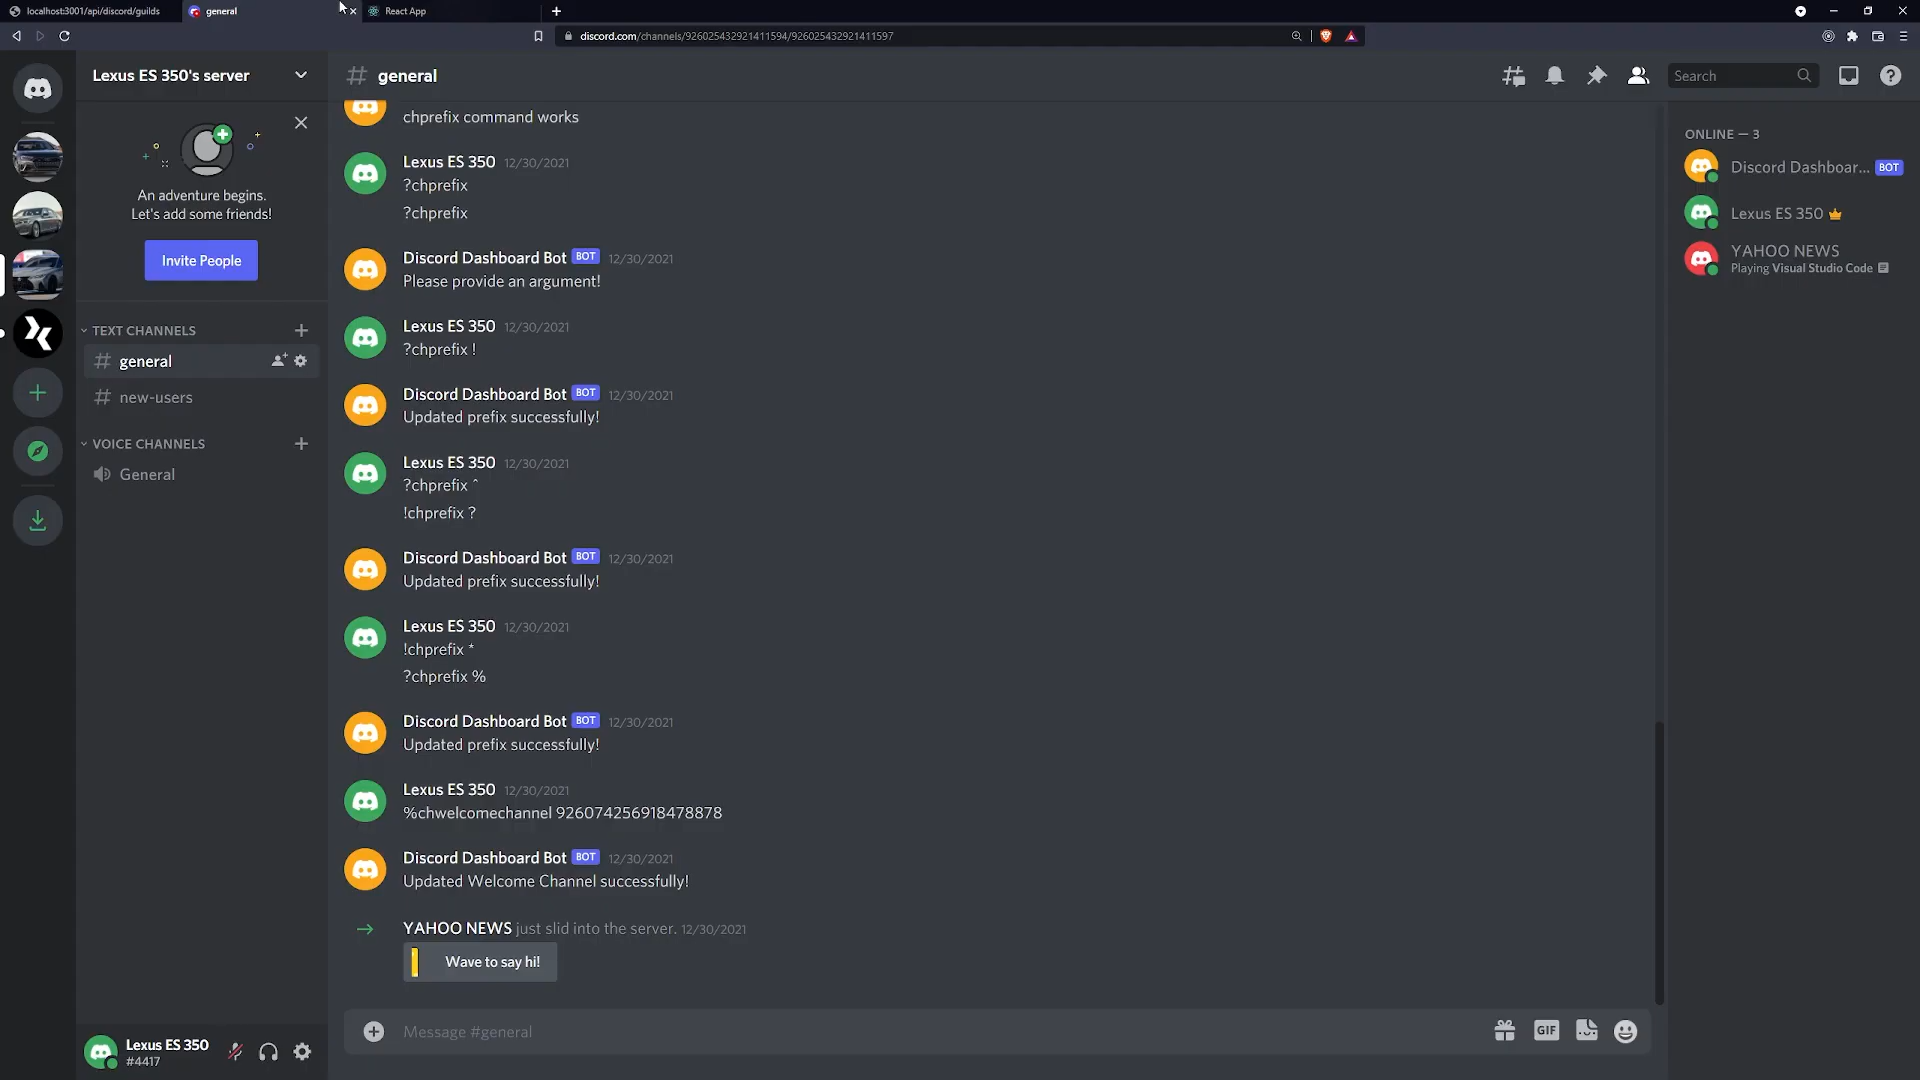 localhost:3001/api/discord/guilds
general
React App
discord.com/channels/926025432921411594/926025432921411597
Lexus ES 350's server
general
Search
An adventure begins.
Let's add some friends!
Invite People
TEXT CHANNELS
general
new-users
VOICE CHANNELS
General
chprefix command works
Lexus ES 350 12/30/2021
?chprefix
?chprefix
Discord Dashboard Bot BOT 12/30/2021
Please provide an argument!
Lexus ES 350 12/30/2021
?chprefix !
Discord Dashboard Bot BOT 12/30/2021
Updated prefix successfully!
Lexus ES 350 12/30/2021
?chprefix ^
!chprefix ?
Discord Dashboard Bot BOT 12/30/2021
Updated prefix successfully!
Lexus ES 350 12/30/2021
!chprefix *
?chprefix %
Discord Dashboard Bot BOT 12/30/2021
Updated prefix successfully!
Lexus ES 350 12/30/2021
%chwelcomechannel 926074256918478878
Discord Dashboard Bot BOT 12/30/2021
Updated Welcome Channel successfully!
YAHOO NEWS just slid into the server. 12/30/2021
Wave to say hi!
Message #general
GIF
ONLINE — 3
Discord Dashboar... BOT
Lexus ES 350
YAHOO NEWS
Playing Visual Studio Code
Lexus ES 350
#4417